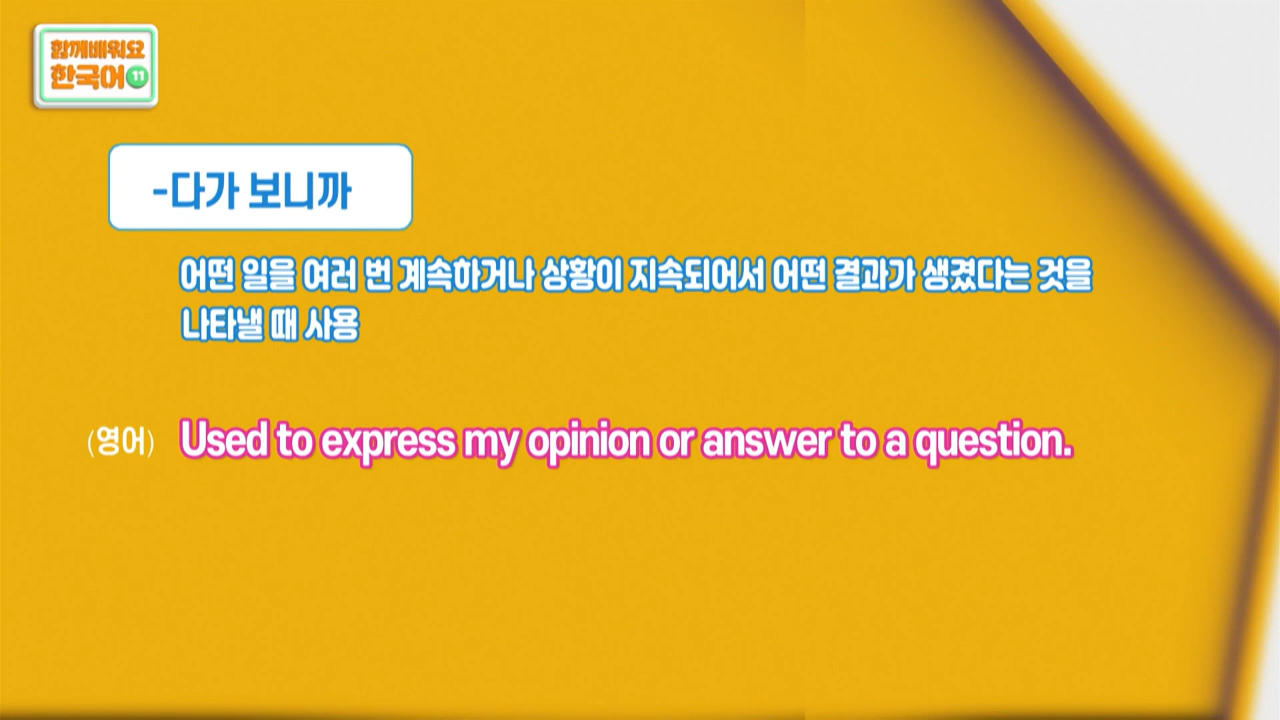 함께배워요
한국어 11
-다가 보니까
어떤 일을 여러 번 계속하거나 상황이 지속되어서 어떤 결과가 생겼다는 것을
나타낼 때 사용
(영어) Used to express my opinion or answer to a question.